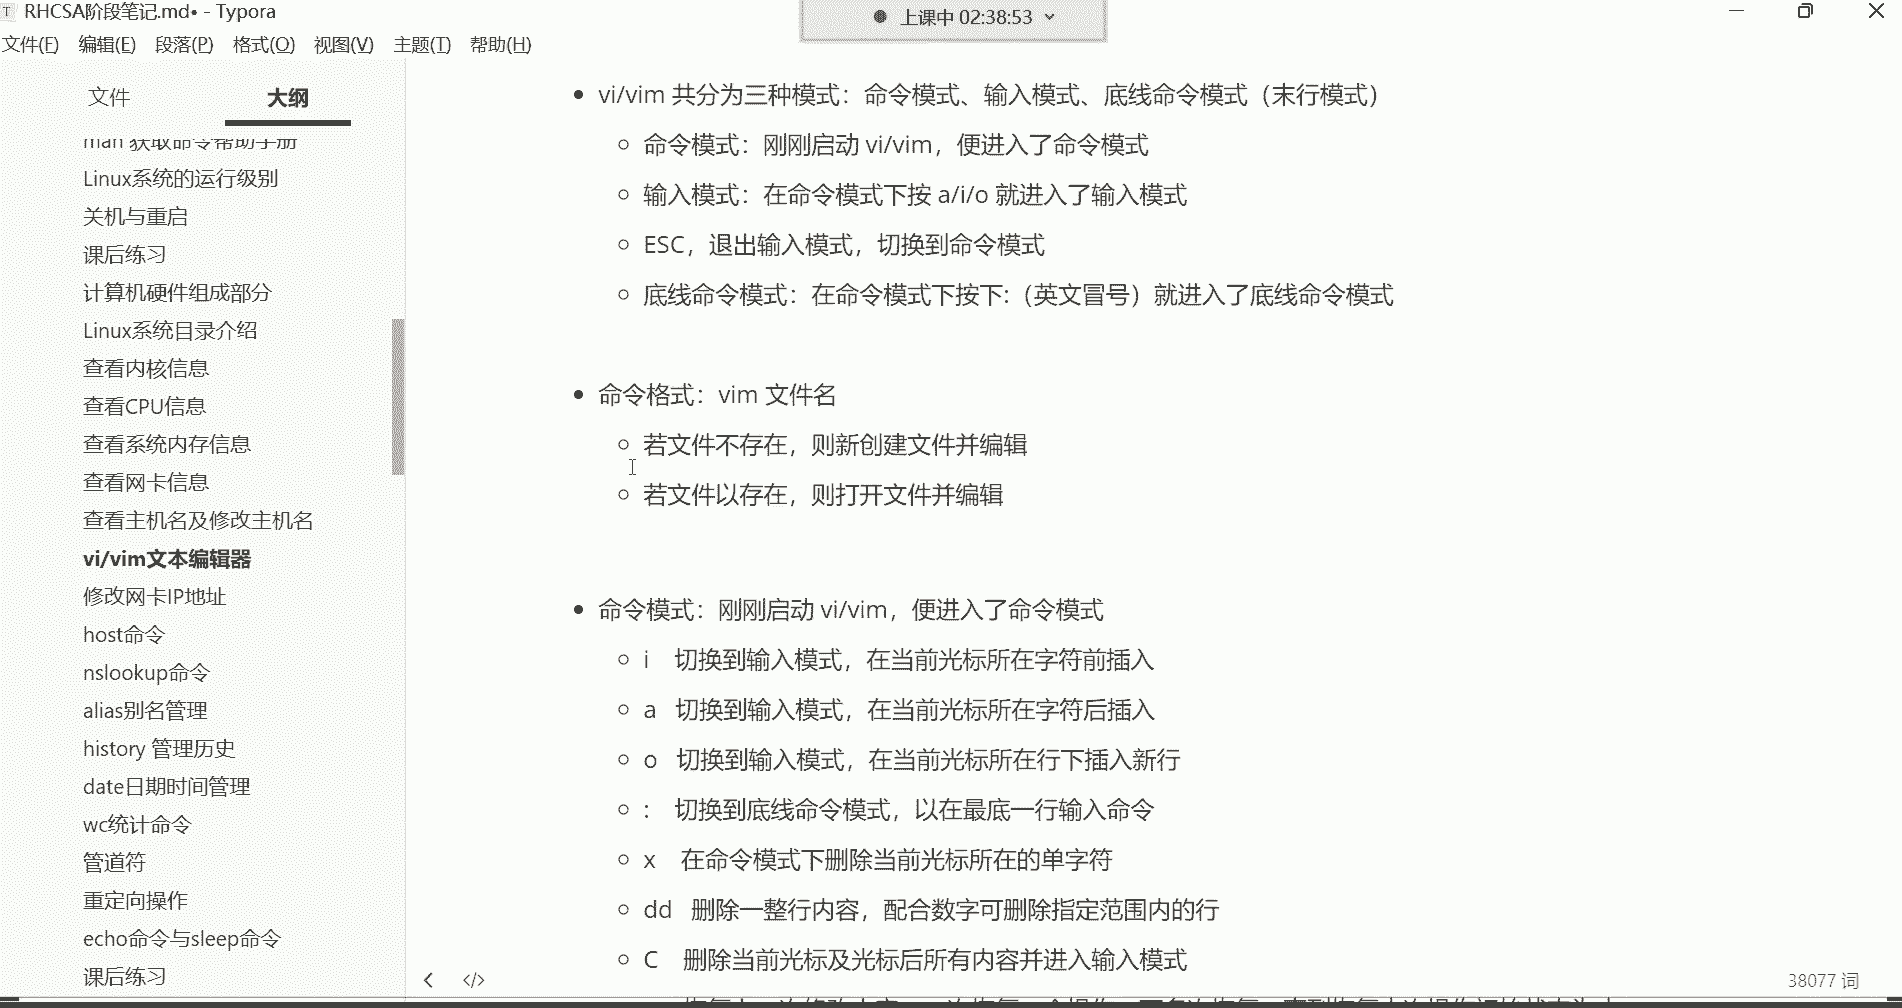 RHCSA阶段笔记.md• - Typora
上课中 02:38:53
文件(F) 编辑(E) 段落(P) 格式(O) 视图(V) 主题(T) 帮助(H)
文件 大纲
man 获取命令帮助手册
Linux系统的运行级别
关机与重启
课后练习
计算机硬件组成部分
Linux系统目录介绍
查看内核信息
查看CPU信息
查看系统内存信息
查看网卡信息
查看主机名及修改主机名
vi/vim文本编辑器
修改网卡IP地址
host命令
nslookup命令
alias别名管理
history 管理历史
date日期时间管理
wc统计命令
管道符
重定向操作
echo命令与sleep命令
课后练习
vi/vim 共分为三种模式：命令模式、输入模式、底线命令模式（末行模式）
命令模式：刚刚启动 vi/vim，便进入了命令模式
输入模式：在命令模式下按 a/i/o 就进入了输入模式
ESC，退出输入模式，切换到命令模式
底线命令模式：在命令模式下按下:（英文冒号）就进入了底线命令模式
命令格式：vim 文件名
若文件不存在，则新创建文件并编辑
若文件以存在，则打开文件并编辑
命令模式：刚刚启动 vi/vim，便进入了命令模式
i 切换到输入模式，在当前光标所在字符前插入
a 切换到输入模式，在当前光标所在字符后插入
o 切换到输入模式，在当前光标所在行下插入新行
: 切换到底线命令模式，以在最底一行输入命令
x 在命令模式下删除当前光标所在的单字符
dd 删除一整行内容，配合数字可删除指定范围内的行
C 删除当前光标及光标后所有内容并进入输入模式
38077 词